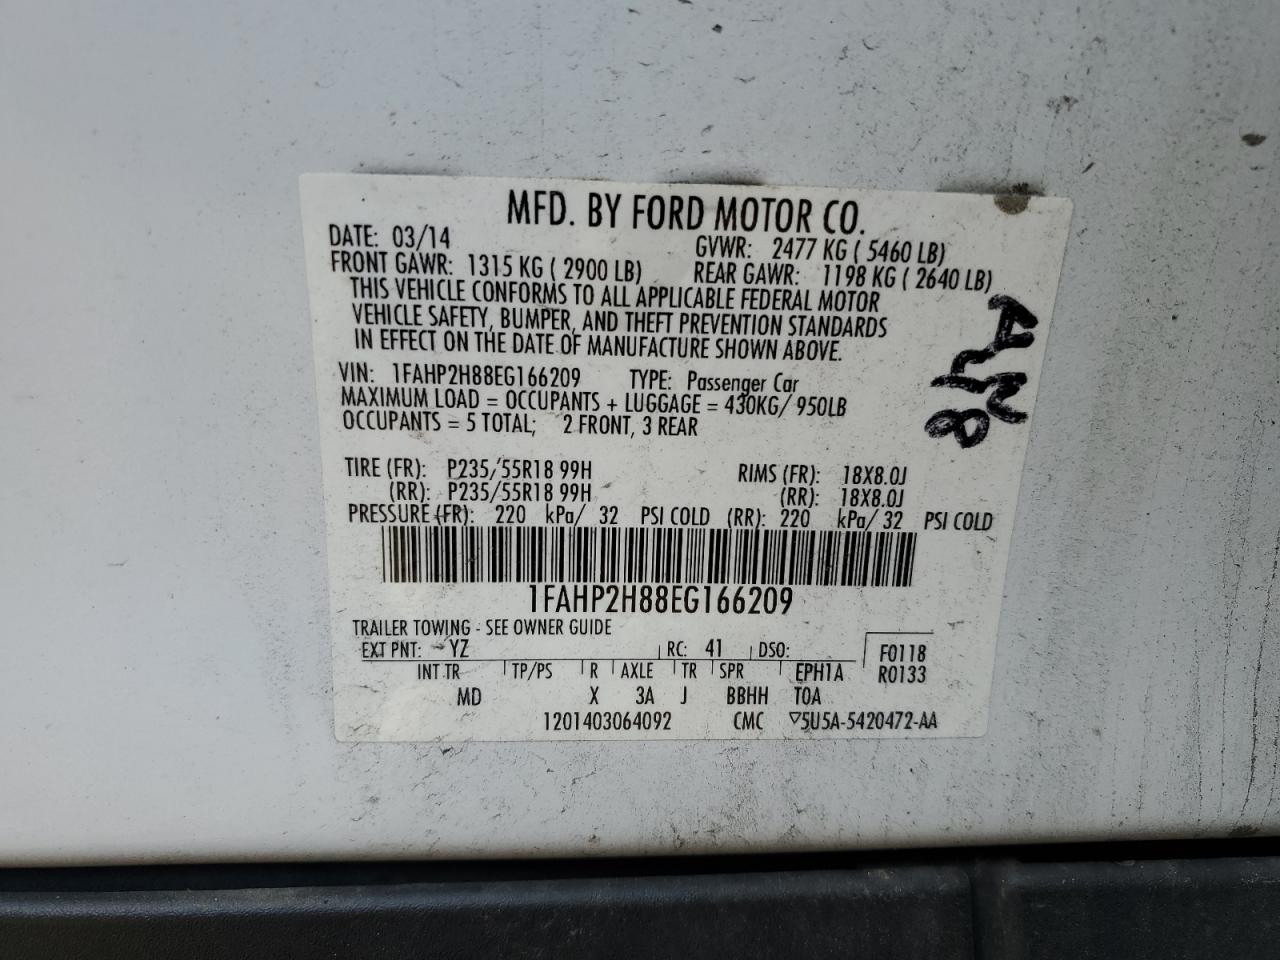 MFD. BY FORD MOTOR CO.
DATE: 03/14 GVWR: 2477 KG ( 5460 LB)
FRONT GAWR: 1315 KG ( 2900 LB) REAR GAWR: 1198 KG ( 2640 LB)
THIS VEHICLE CONFORMS TO ALL APPLICABLE FEDERAL MOTOR
VEHICLE SAFETY, BUMPER, AND THEFT PREVENTION STANDARDS
IN EFFECT ON THE DATE OF MANUFACTURE SHOWN ABOVE.
VIN: 1FAHP2H88EG166209 TYPE: Passenger Car
MAXIMUM LOAD = OCCUPANTS + LUGGAGE = 430KG/ 950LB
OCCUPANTS = 5 TOTAL; 2 FRONT, 3 REAR
TIRE (FR): P235/55R18 99H RIMS (FR): 18X8.0J
(RR): P235/55R18 99H (RR): 18X8.0J
PRESSURE (FR): 220 kPa/ 32 PSI COLD (RR): 220 kPa/ 32 PSI COLD
1FAHP2H88EG166209
TRAILER TOWING - SEE OWNER GUIDE
EXT PNT: YZ RC: 41 DSO: F0118
INT TR TP/PS R AXLE TR SPR EPH1A R0133
MD X 3A J BBHH TOA
1201403064092 CMC ▽5U5A-5420472-AA